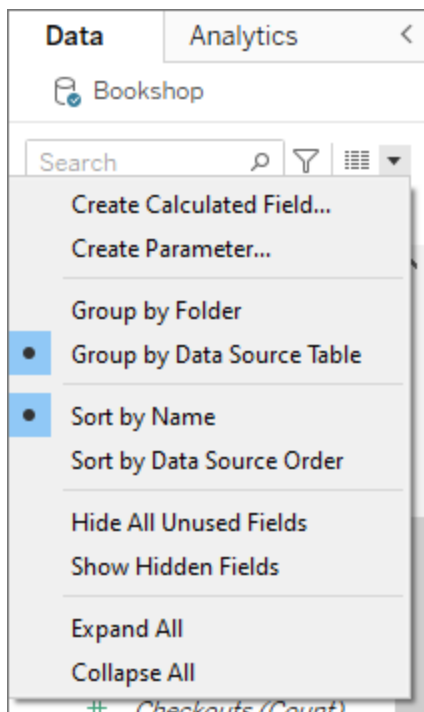 Data
Analytics
Bookshop
Search
Create Calculated Field...
Create Parameter...
Group by Folder
Group by Data Source Table
Sort by Name
Sort by Data Source Order
Hide All Unused Fields
Show Hidden Fields
Expand All
Collapse All
Checkouts (Count)